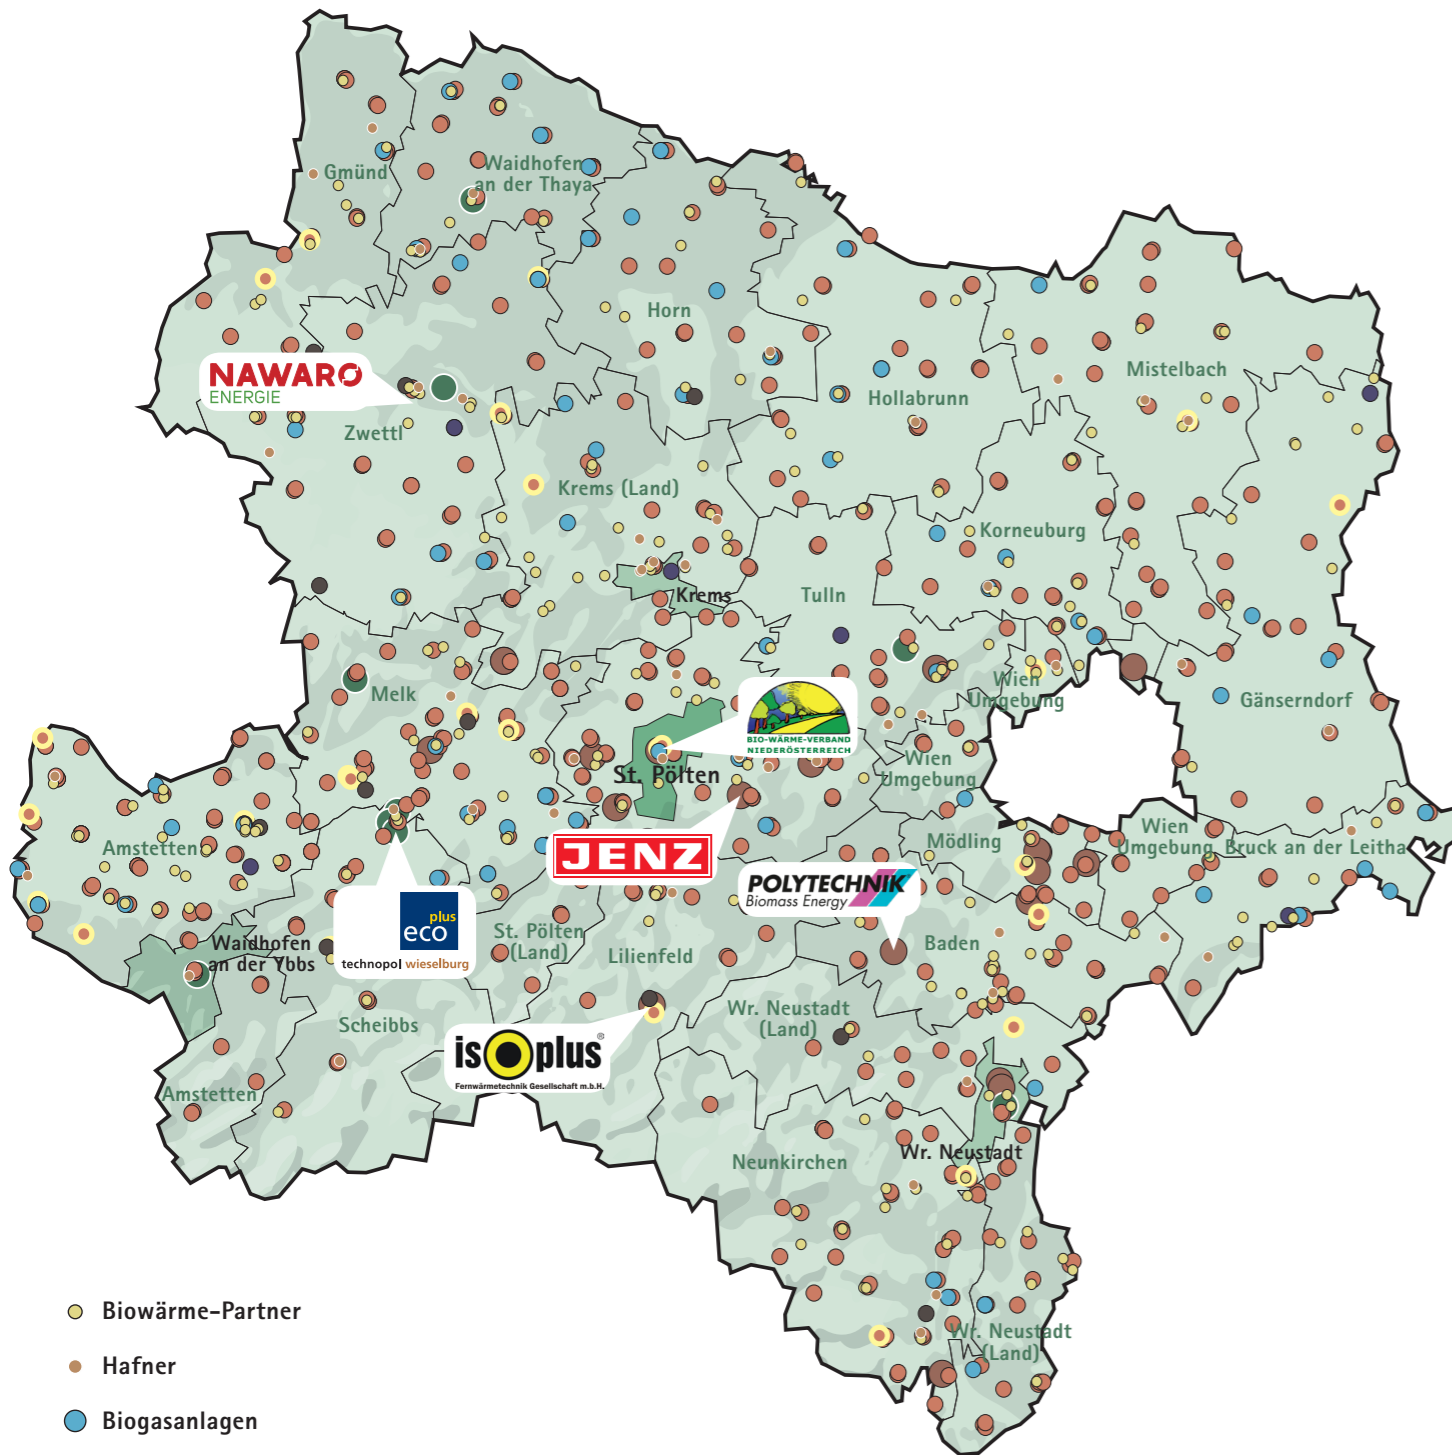 Gmünd
Waidhofen
an der Thaya
Horn
NAWARO
ENERGIE
Zwettl
Hollabrunn
Mistelbach
Krems (Land)
Korneuburg
Krems
Tulln
Melk
Wien
Umgebung
Gänserndorf
BIO-WÄRME-VERBAND
NIEDERÖSTERREICH
St. Pölten
Wien
Umgebung
Amstetten
JENZ
Mödling
Wien
Umgebung
Bruck an der Leitha
POLYTECHNIK
Biomass Energy
plus
eco
technopol wieselburg
St. Pölten
(Land)
Lilienfeld
Baden
Waidhofen
an der Ybbs
Scheibbs
Wr. Neustadt
(Land)
isoplus®
Fernwärmetechnik Gesellschaft m.b.H.
Amstetten
Neunkirchen
Wr. Neustadt
Wr. Neustadt
(Land)
Biowärme-Partner
Hafner
Biogasanlagen